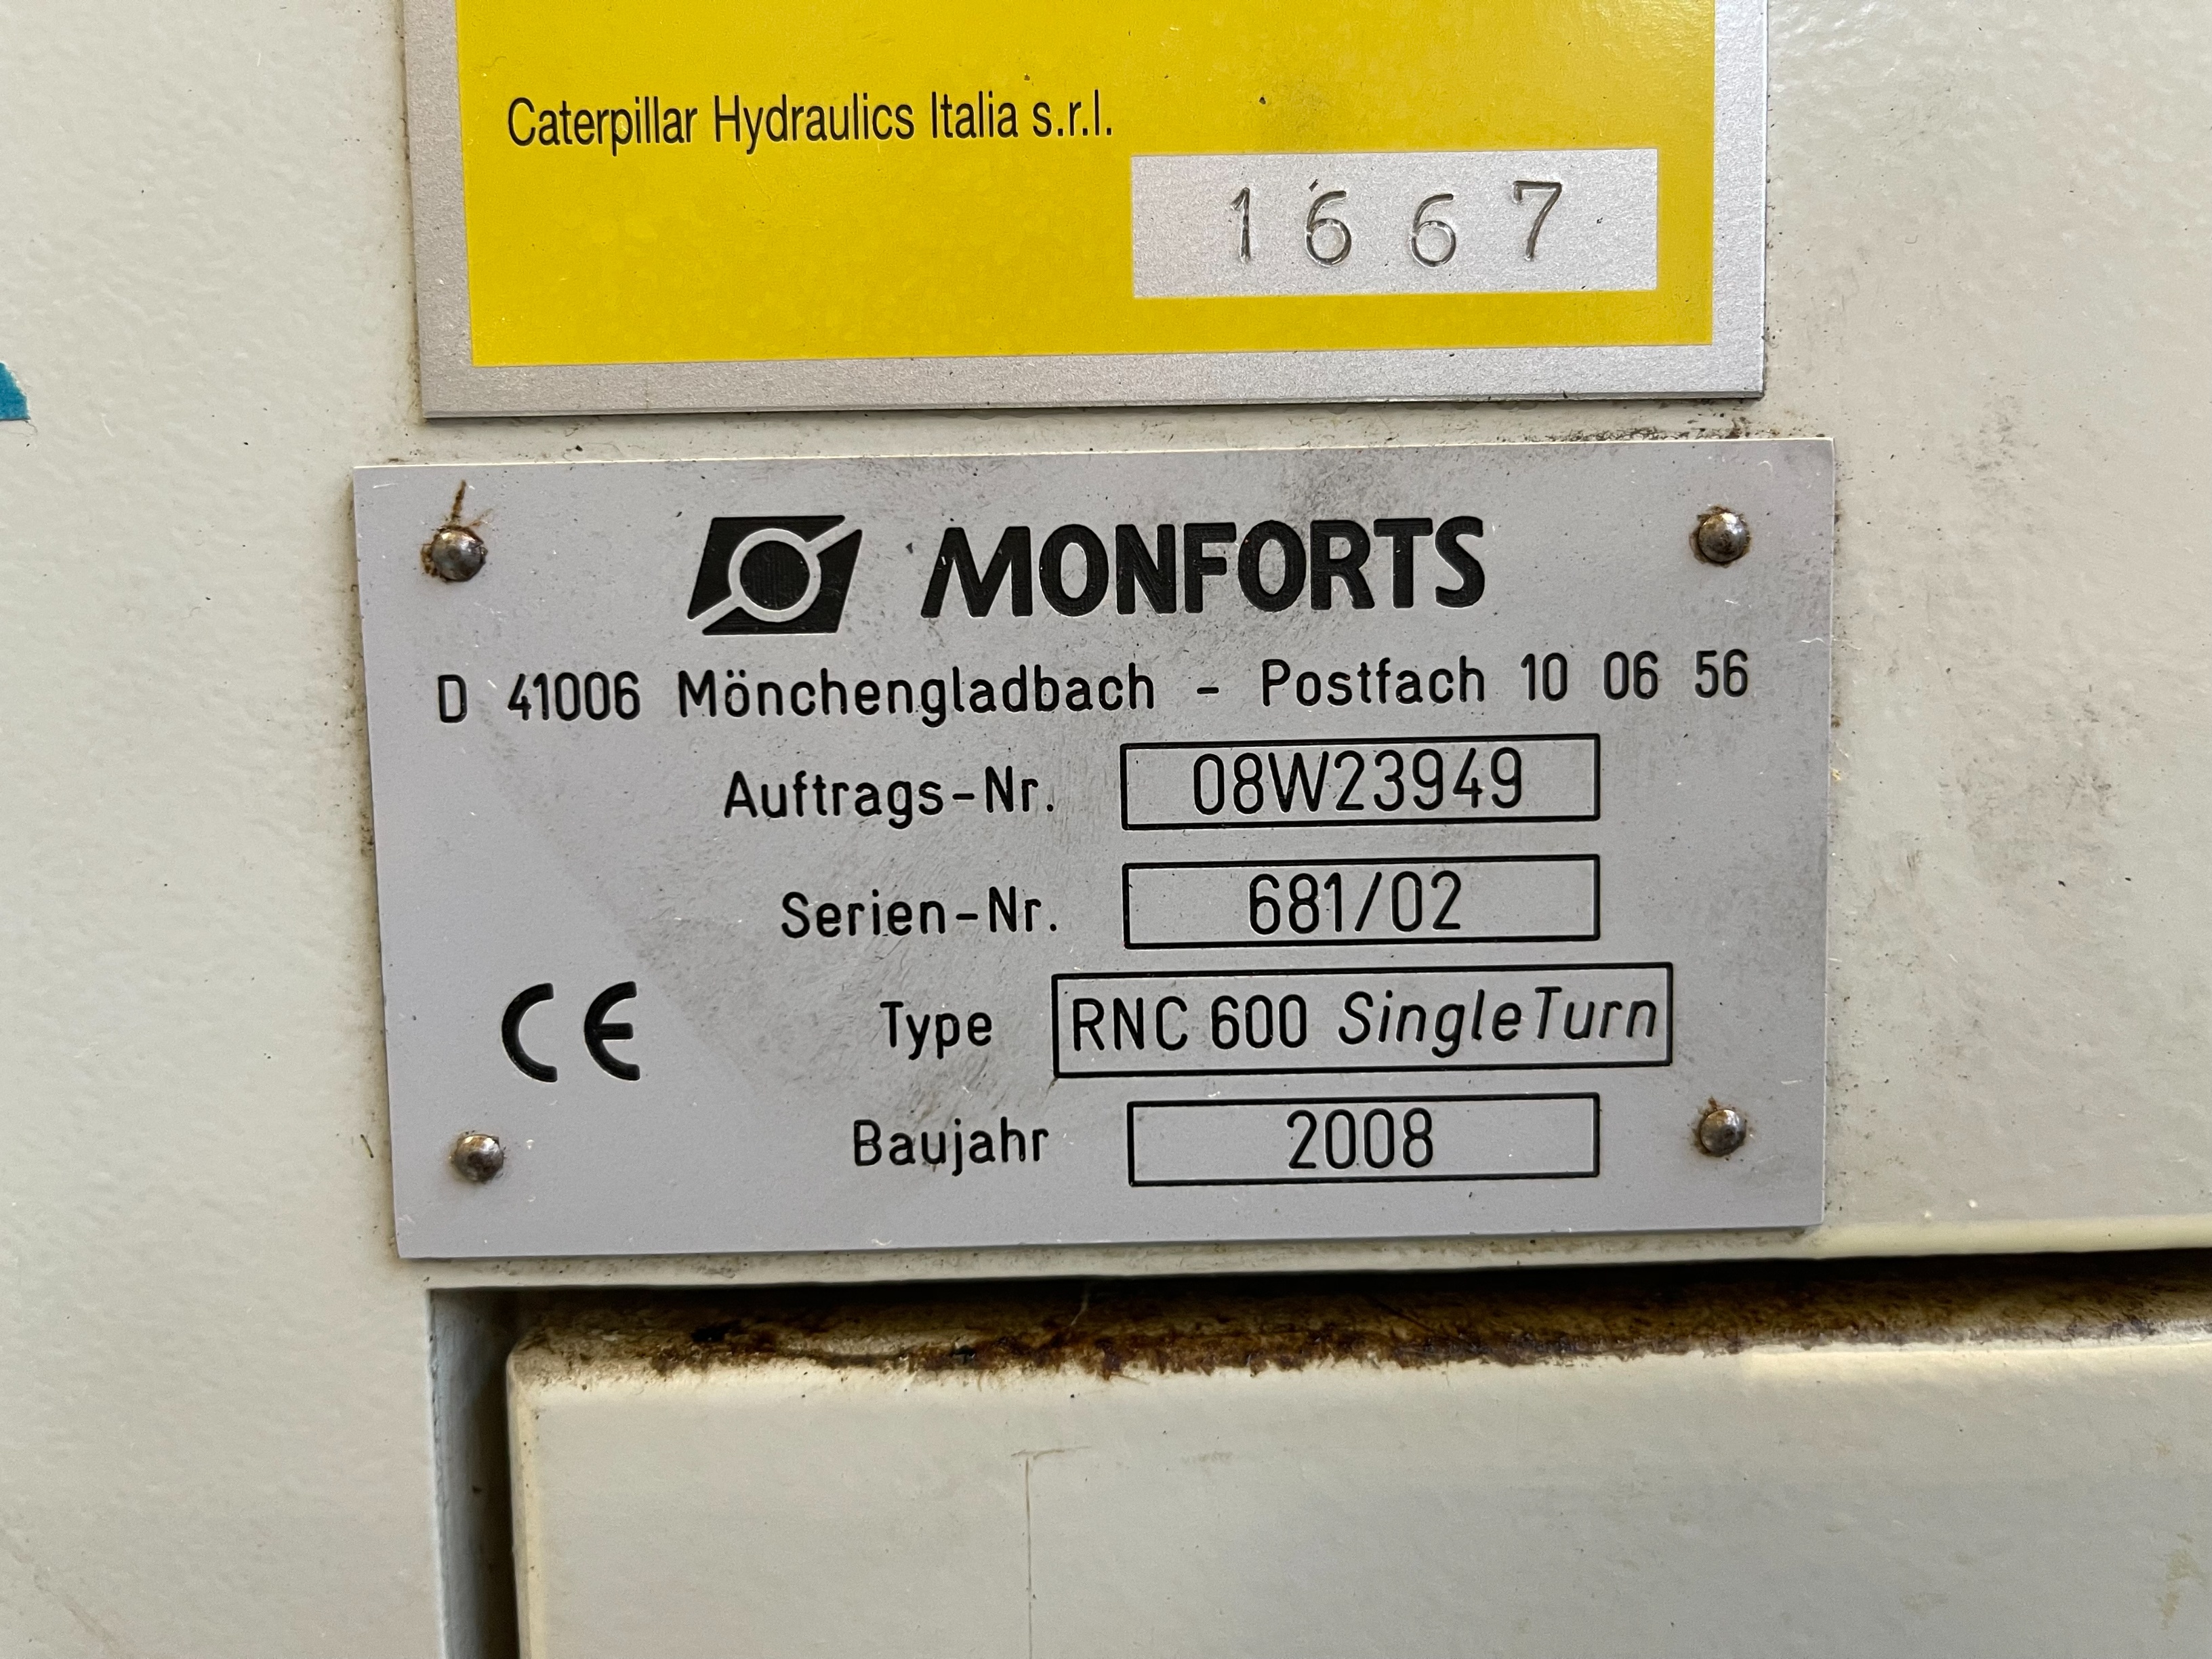 Caterpillar Hydraulics Italia s.r.l.
1667
MONFORTS
D 41006 Mönchengladbach - Postfach 10 06 56
Auftrags-Nr. 08W23949
Serien-Nr. 681/02
CE Type RNC 600 SingleTurn
Baujahr 2008